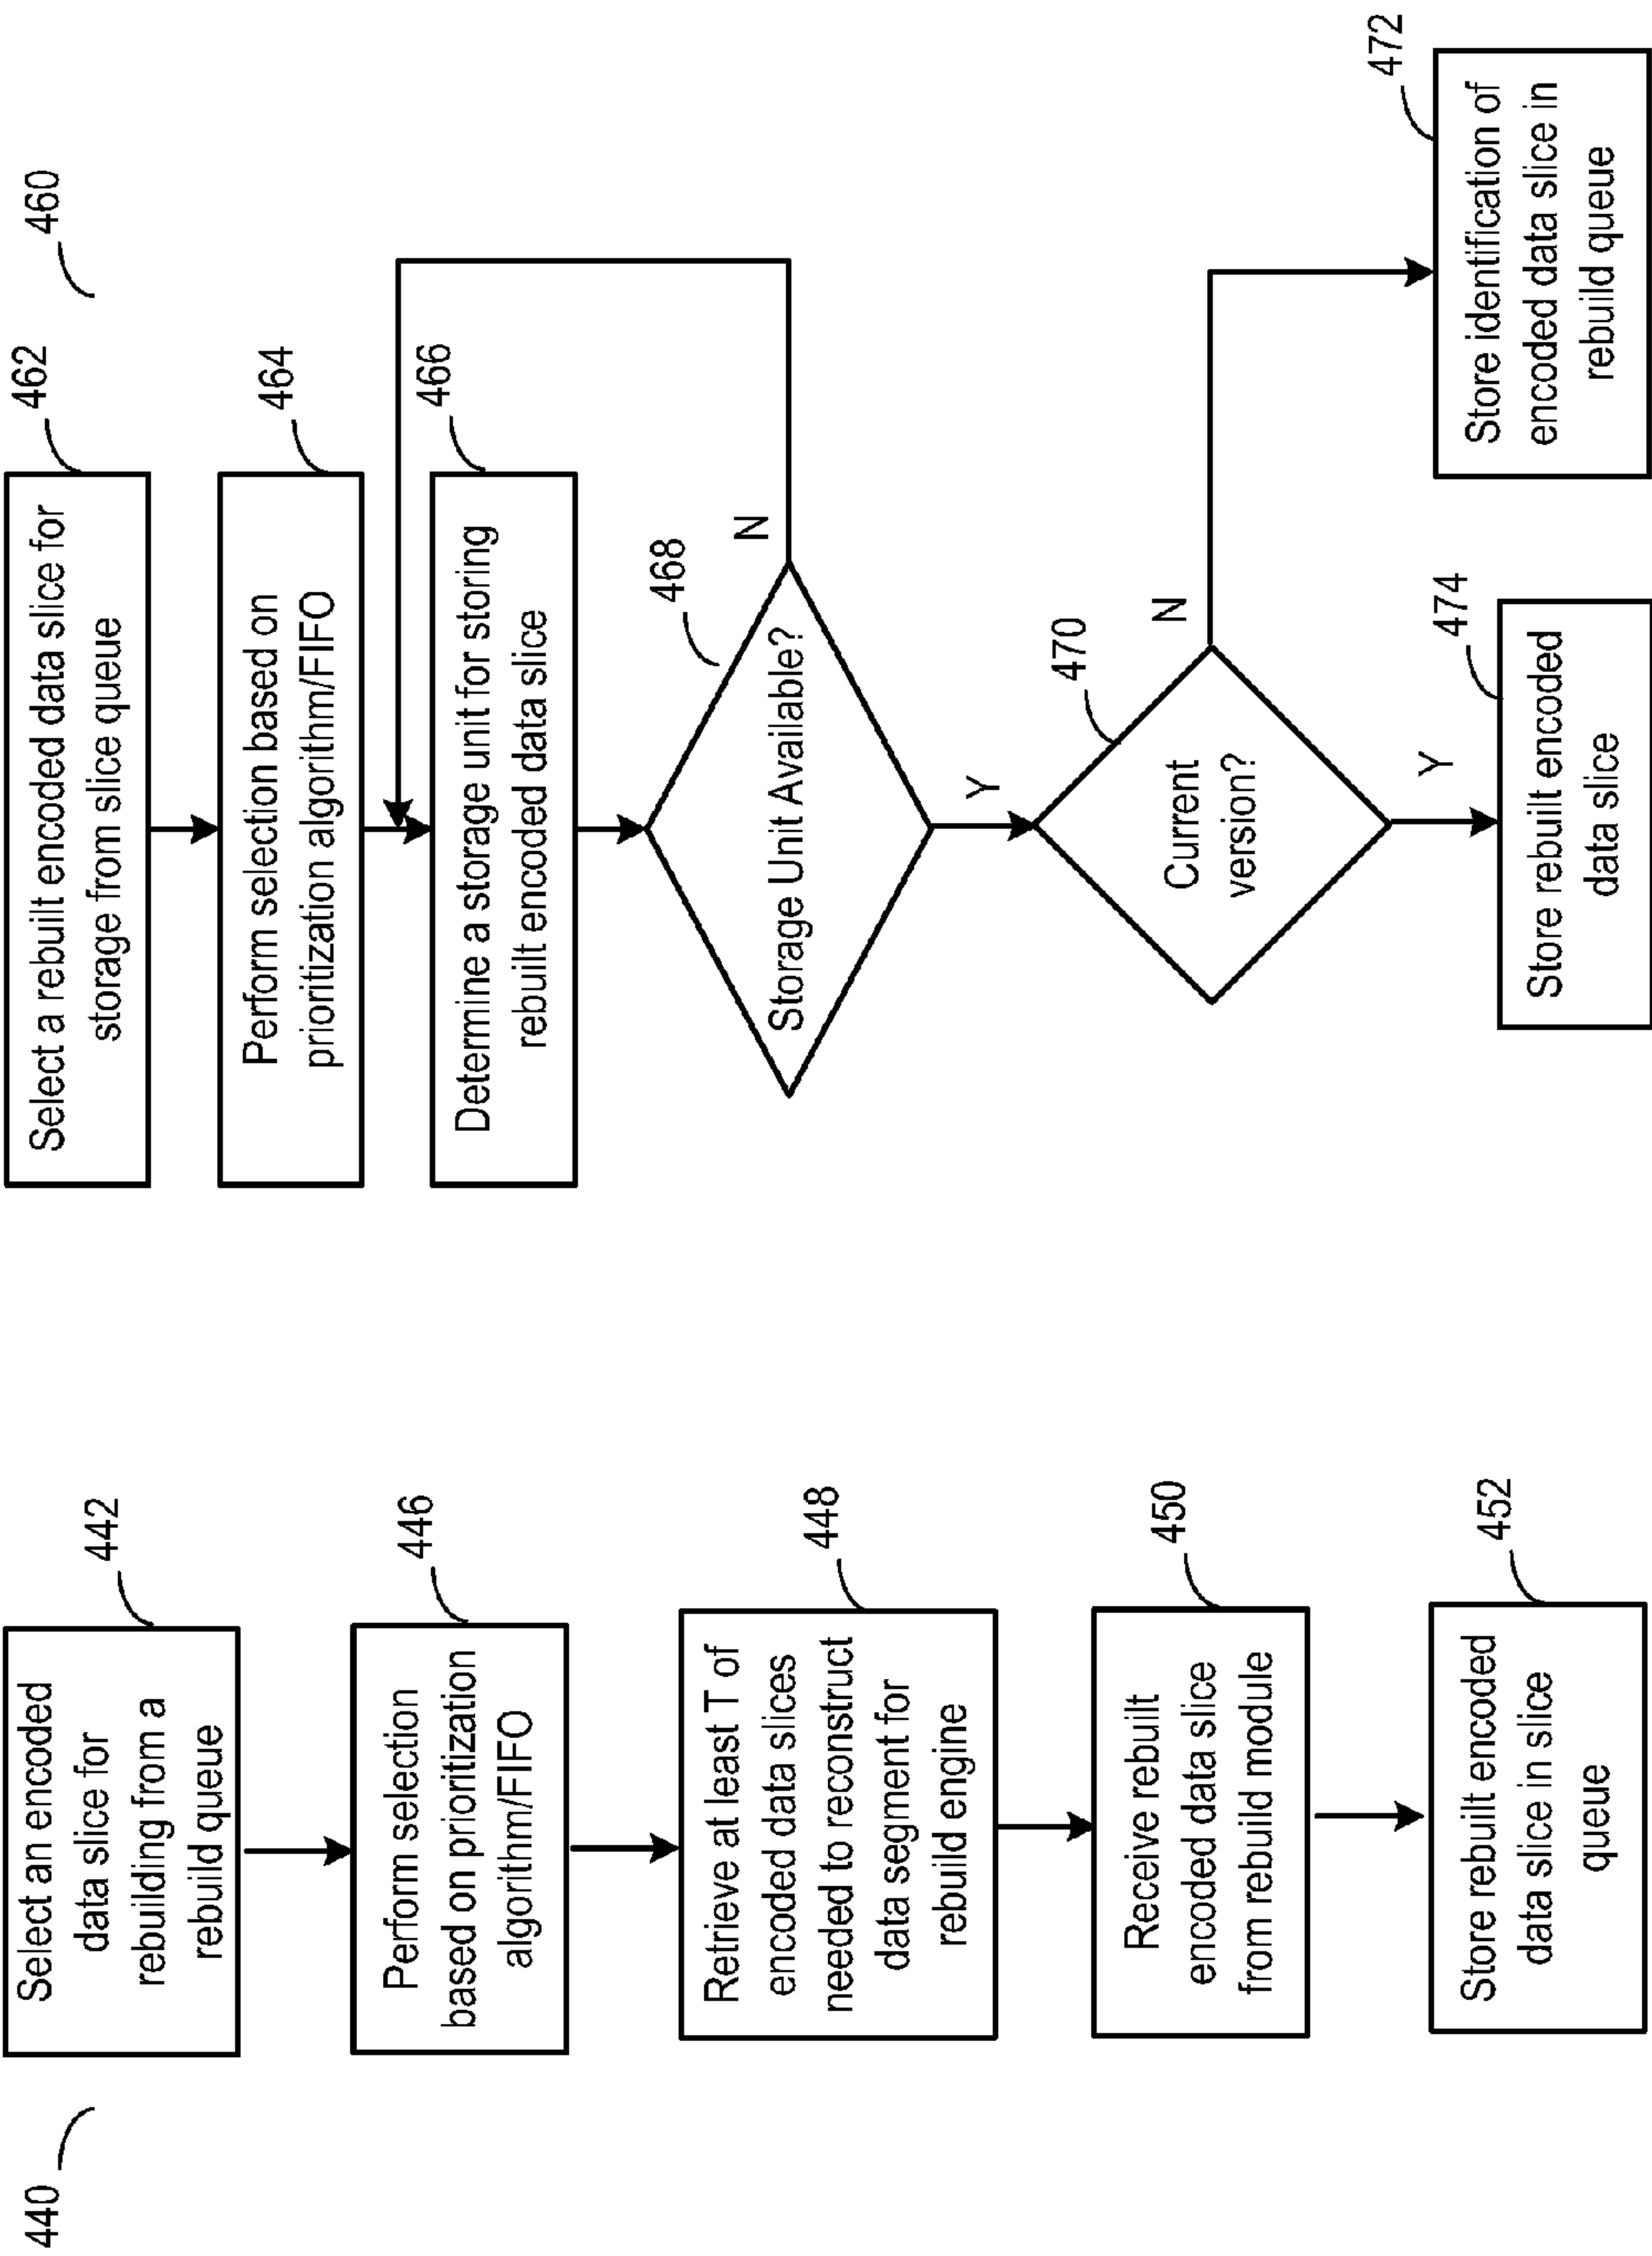 440
Select an encoded
data slice for
rebuilding from a
rebuild queue
442
Perform selection
based on prioritization
algorithm/FIFO
446
Retrieve at least T of
encoded data slices
needed to reconstruct
data segment for
rebuild engine
448
Receive rebuilt
encoded data slice
from rebuild module
450
Store rebuilt encoded
data slice in slice
queue
452
460
Select a rebuilt encoded data slice for
storage from slice queue
462
Perform selection based on
prioritization algorithm/FIFO
464
Determine a storage unit for storing
rebuilt encoded data slice
466
Storage Unit Available?
468
N
Y
Current
version?
470
N
Y
Store identification of
encoded data slice in
rebuild queue
472
Store rebuilt encoded
data slice
474